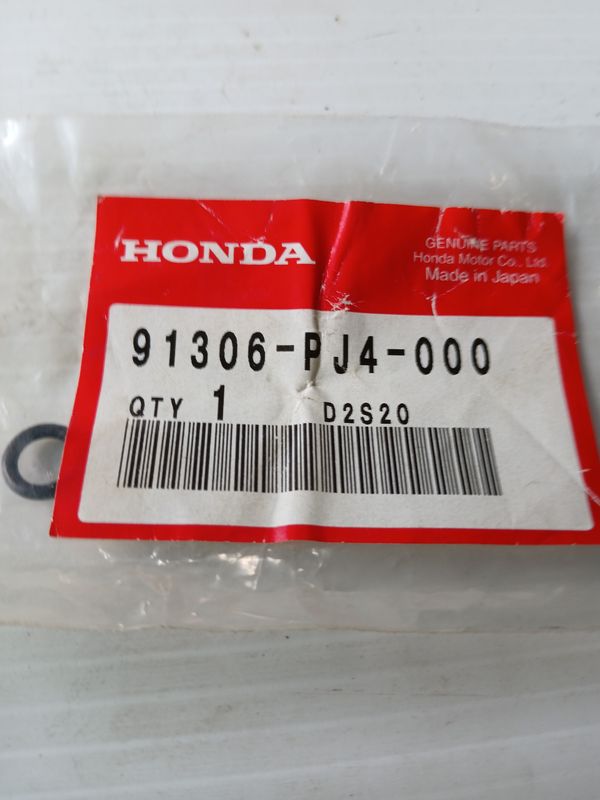 HONDA
GENUINE PARTS
Honda Motor Co., Ltd.
Made in Japan
91306-PJ4-000
QTY 1 D2S20